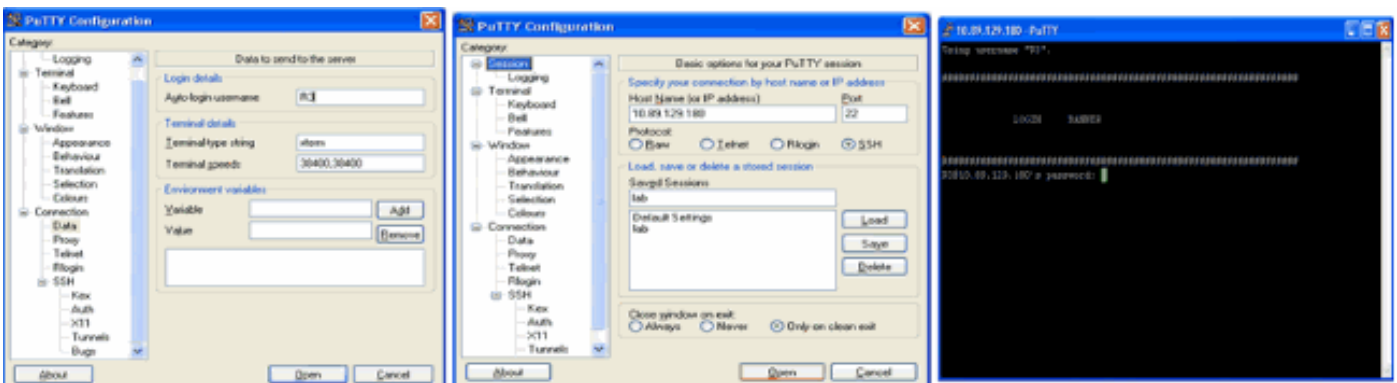 PuTTY Configuration
Category:
Logging
Terminal
Keyboard
Bell
Features
Window
Appearance
Behaviour
Translation
Selection
Colours
Connection
Data
Proxy
Telnet
Rlogin
SSH
Kex
Auth
X11
Tunnels
Bugs
Data to send to the server
Login details
Auto-login username
Terminal details
Terminal-type string xterm
Terminal speeds 38400,38400
Environment variables
Variable Add
Value Remove
About Open Cancel
PuTTY Configuration
Category:
Session
Logging
Terminal
Keyboard
Bell
Features
Window
Appearance
Behaviour
Translation
Selection
Colours
Connection
Data
Proxy
Telnet
Rlogin
SSH
Kex
Auth
X11
Tunnels
Basic options for your PuTTY session
Specify your connection by host name or IP address
Host Name (or IP address) Port
10.89.129.180 22
Protocol:
Raw Telnet Rlogin SSH
Load, save or delete a stored session
Saved Sessions
lab
Default Settings
lab
Load
Save
Delete
Close window on exit:
Always Never Only on clean exit
About Open Cancel
10.89.129.180 - PuTTY
Using username
LOGIN BANNER
password: